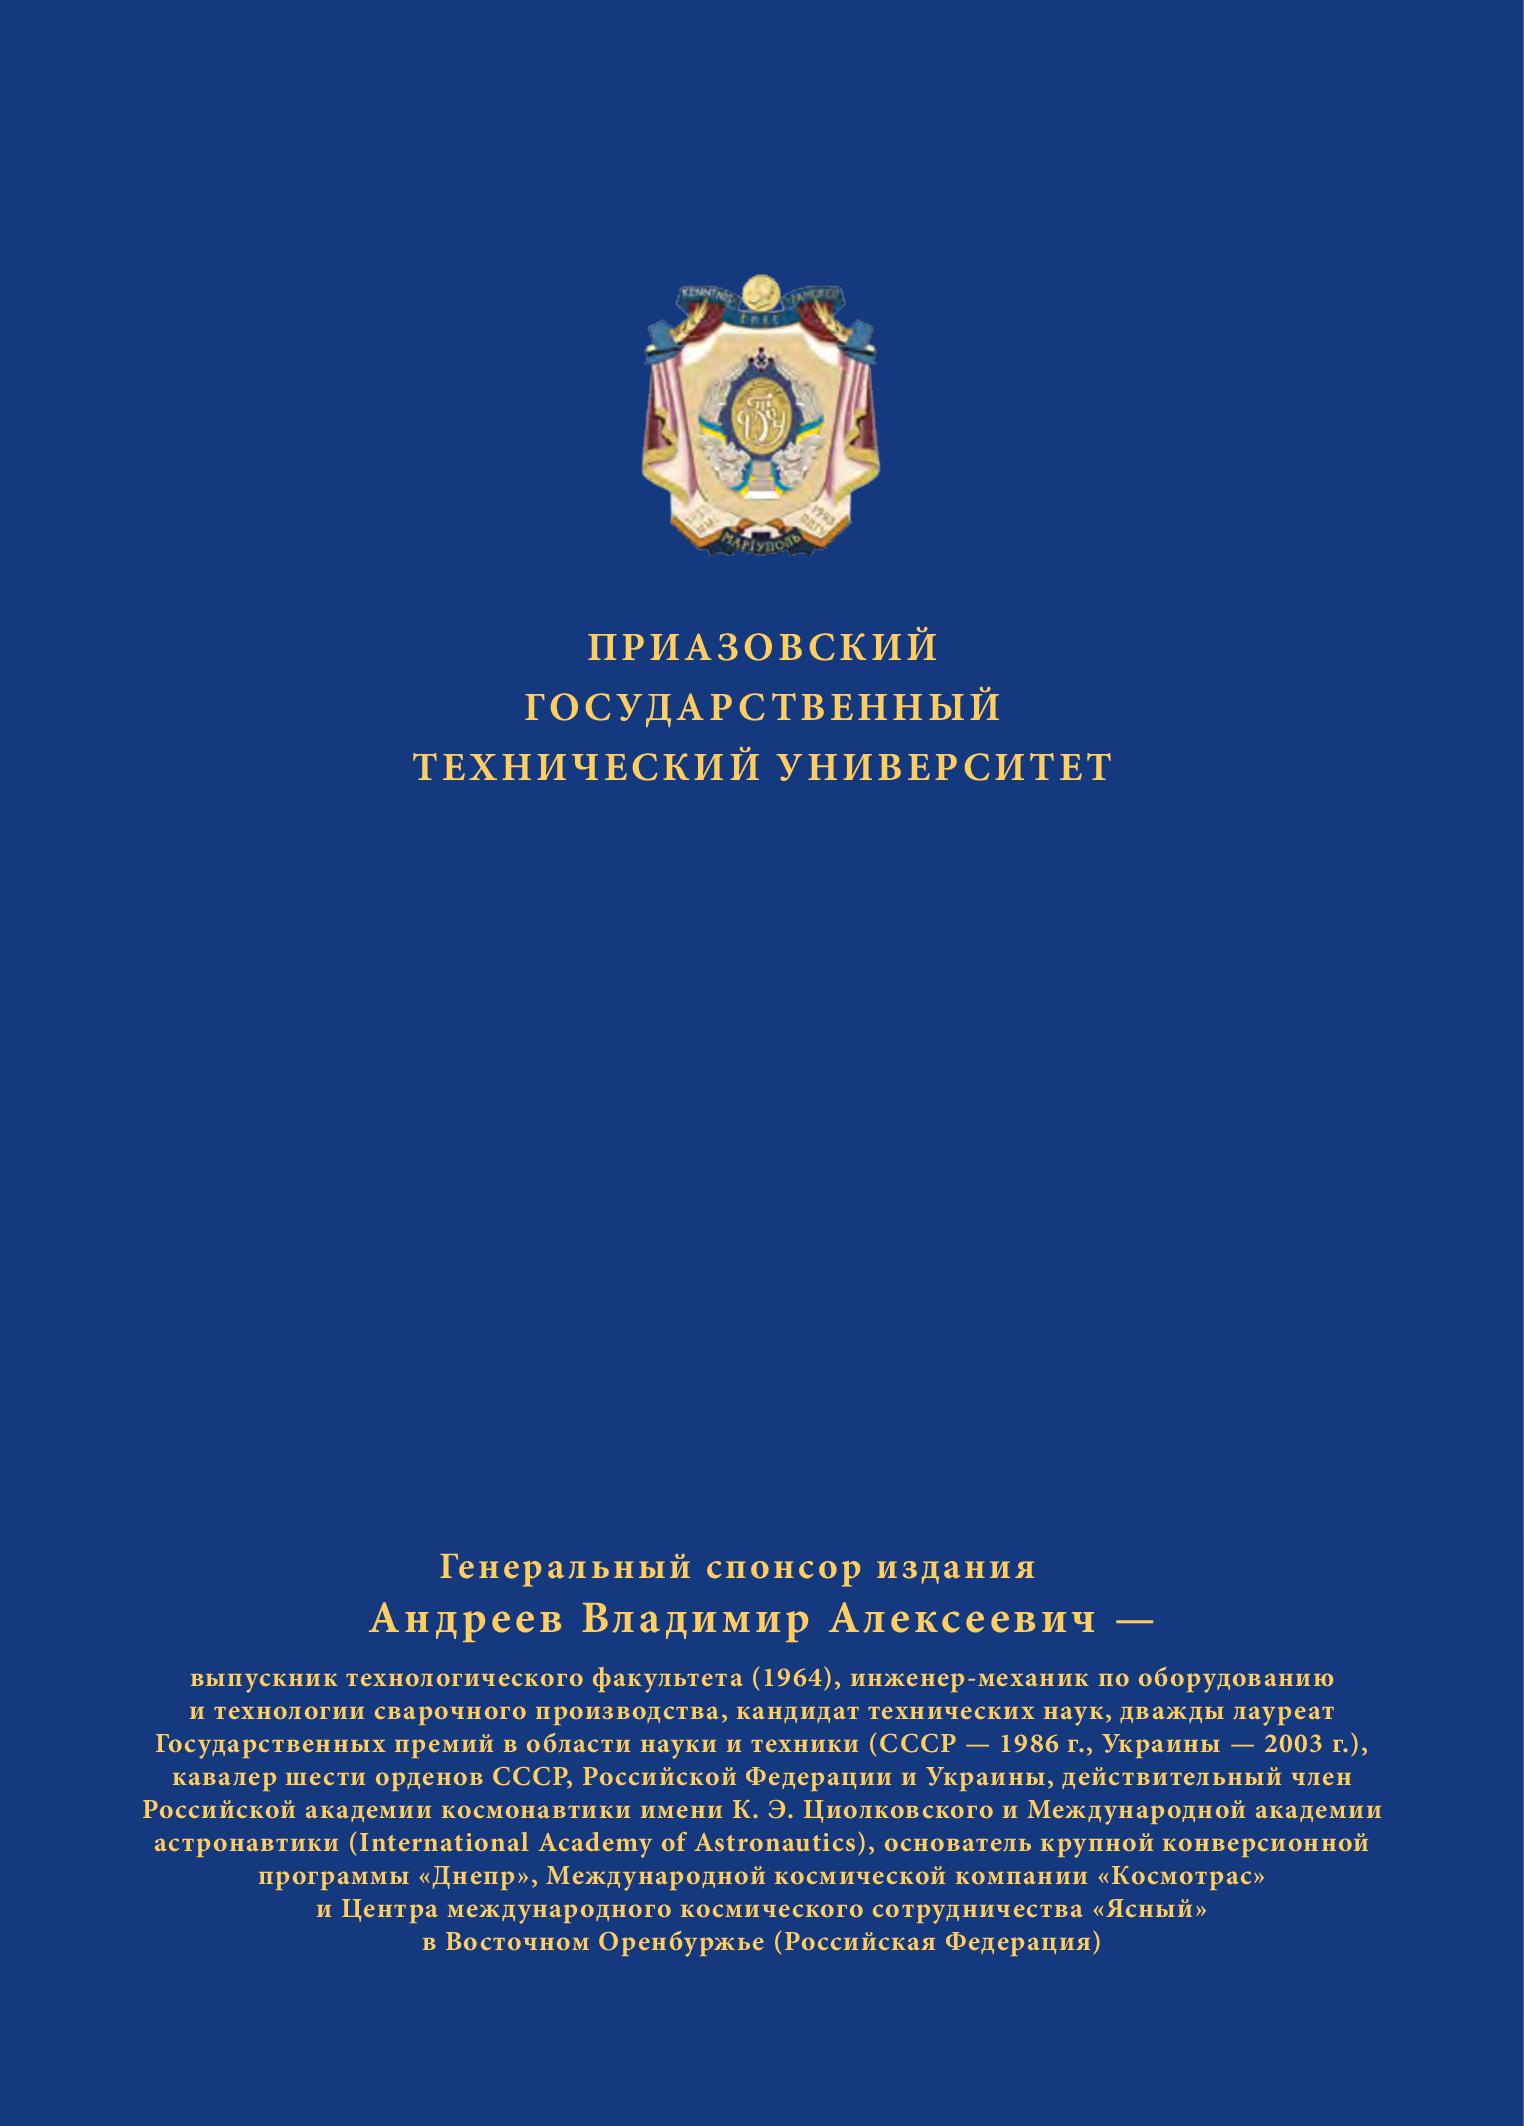 МАРІУПОЛЬ
ПРИАЗОВСКИЙ
ГОСУДАРСТВЕННЫЙ
ТЕХНИЧЕСКИЙ УНИВЕРСИТЕТ
Генеральный спонсор издания
Андреев Владимир Алексеевич —
выпускник технологического факультета (1964), инженер-механик по оборудованию
и технологии сварочного производства, кандидат технических наук, дважды лауреат
Государственных премий в области науки и техники (СССР — 1986 г., Украины — 2003 г.),
кавалер шести орденов СССР, Российской Федерации и Украины, действительный член
Российской академии космонавтики имени К. Э. Циолковского и Международной академии
астронавтики (International Academy of Astronautics), основатель крупной конверсионной
программы «Днепр», Международной космической компании «Космотрас»
и Центра международного космического сотрудничества «Ясный»
в Восточном Оренбуржье (Российская Федерация)